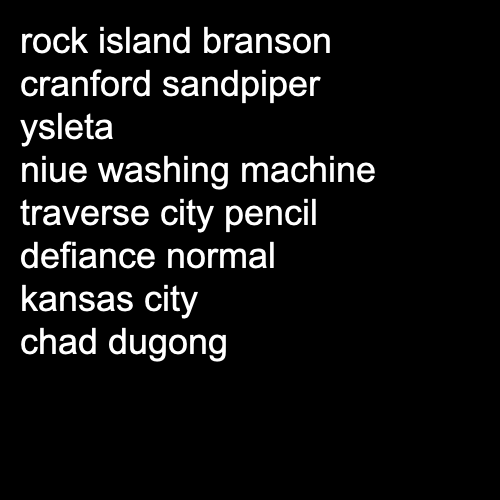 rock island branson
cranford sandpiper
ysleta
niue washing machine
traverse city pencil
defiance normal
kansas city
chad dugong